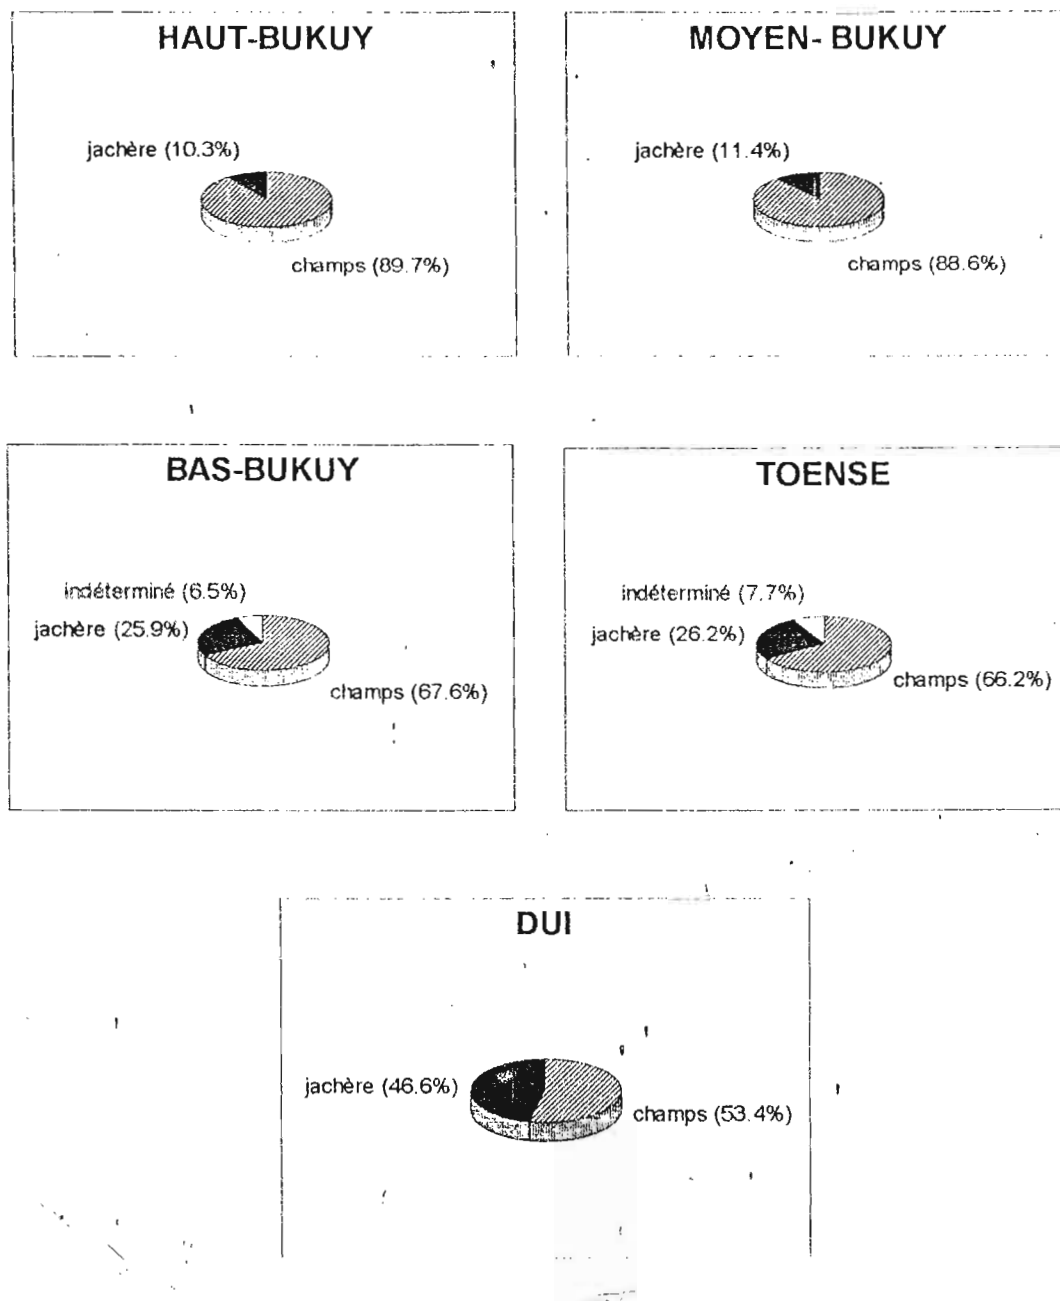 HAUT-BUKUY
jachère (10.3%)
champs (89.7%)
MOYEN- BUKUY
jachère (11.4%)
champs (88.6%)
BAS-BUKUY
indéterminé (6.5%)
jachère (25.9%)
champs (67.6%)
TOENSE
indéterminé (7.7%)
jachère (26.2%)
champs (66.2%)
DUI
jachère (46.6%)
champs (53.4%)